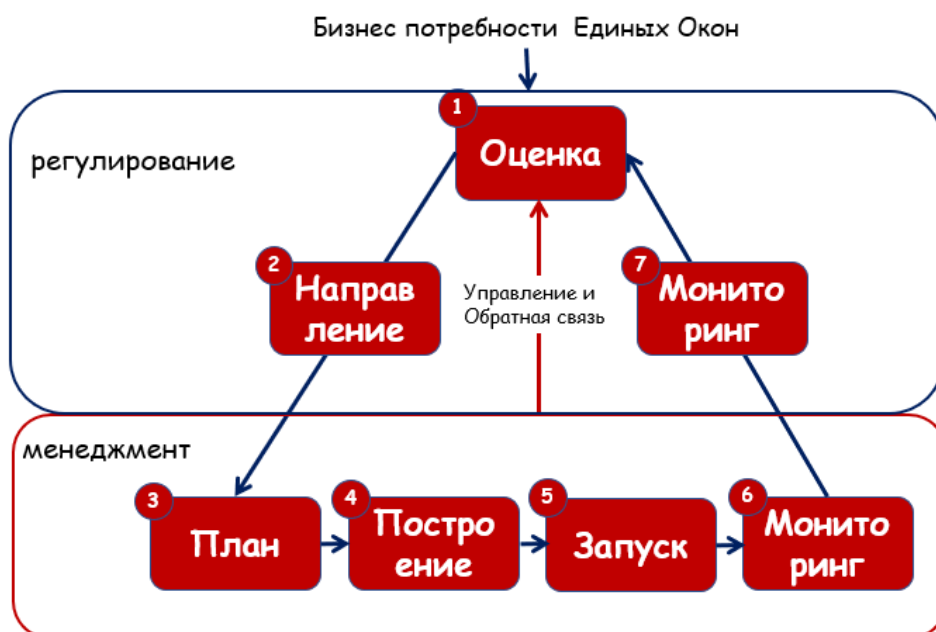 Бизнес потребности Единых Окон
1
Оценка
регулирование
2
Направ
ление
Управление и
Обратная связь
7
Монито
ринг
менеджмент
3
План
4
Постро
ение
5
Запуск
6
Монито
ринг